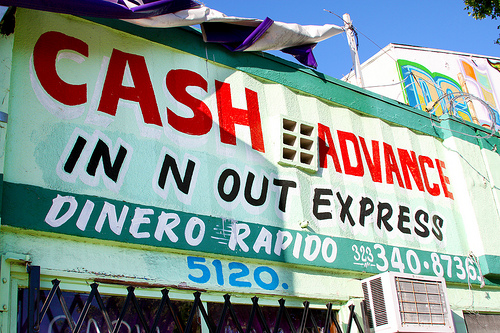 CASH ADVANCE
IN N OUT EXPRESS
DINERO RAPIDO 323 340-8736
5120.